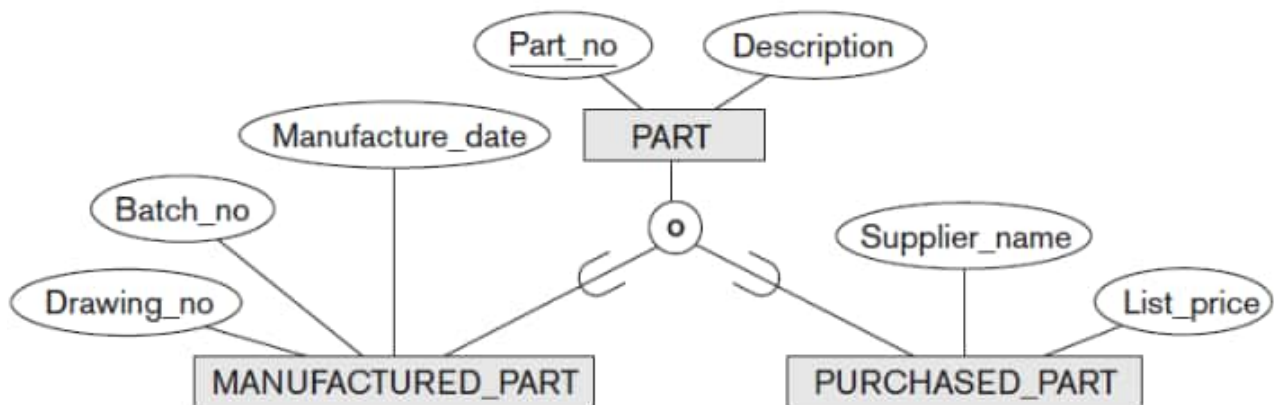 Part_no
Description
Manufacture_date
PART
Batch_no
o
Supplier_name
Drawing_no
List_price
MANUFACTURED_PART
PURCHASED_PART